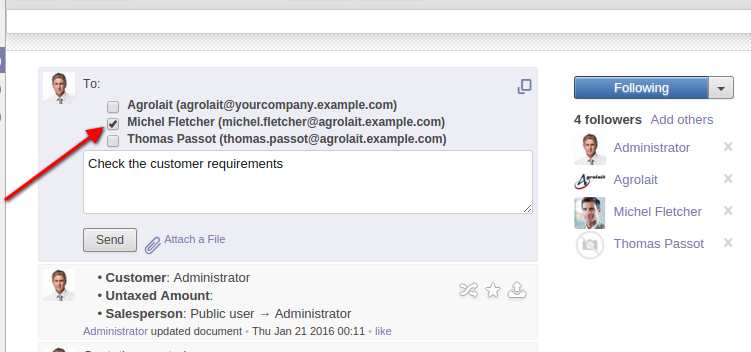 To:
Agrolait (agrolait@yourcompany.example.com)
Michel Fletcher (michel.fletcher@agrolait.example.com)
Thomas Passot (thomas.passot@agrolait.example.com)
Check the customer requirements
Send
Attach a File
• Customer: Administrator
• Untaxed Amount:
• Salesperson: Public user → Administrator
Administrator updated document • Thu Jan 21 2016 00:11 • like
Following
4 followers Add others
Administrator
Agrolait
Agrolait
Michel Fletcher
Thomas Passot